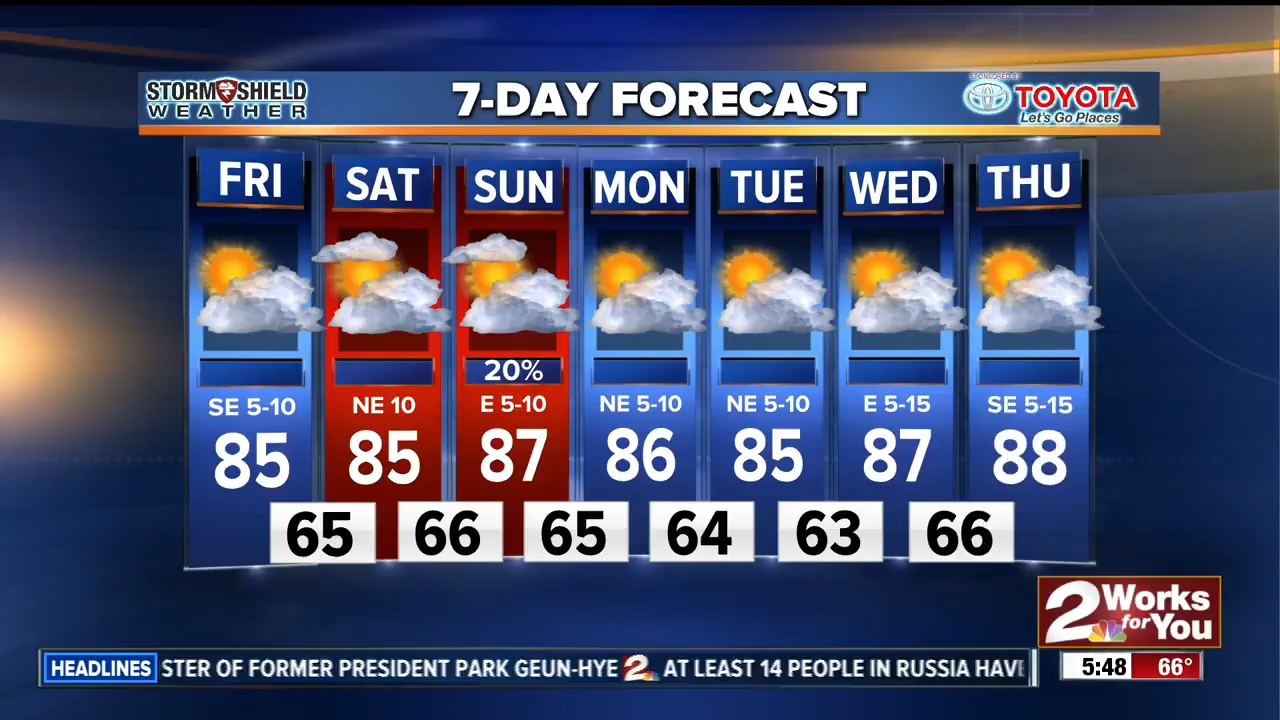 STORM SHIELD
WEATHER
7-DAY FORECAST
SPONSORED BY
TOYOTA
Let's Go Places
FRI SAT SUN MON TUE WED THU
20%
SE 5-10 NE 10 E 5-10 NE 5-10 NE 5-10 E 5-15 SE 5-15
85 85 87 86 85 87 88
65 66 65 64 63 66
2 Works for You
HEADLINES STER OF FORMER PRESIDENT PARK GEUN-HYE 2 AT LEAST 14 PEOPLE IN RUSSIA HAVE
5:48 66°